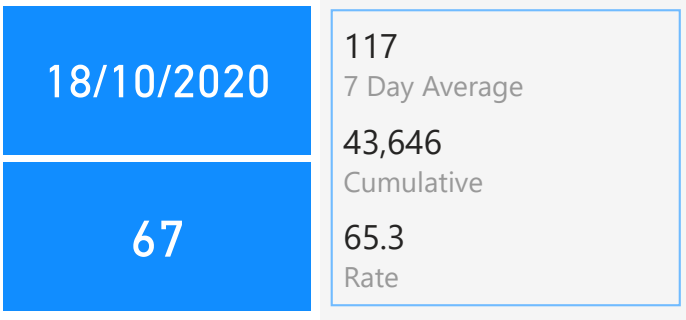 18/10/2020
67
117
7 Day Average
43,646
Cumulative
65.3
Rate